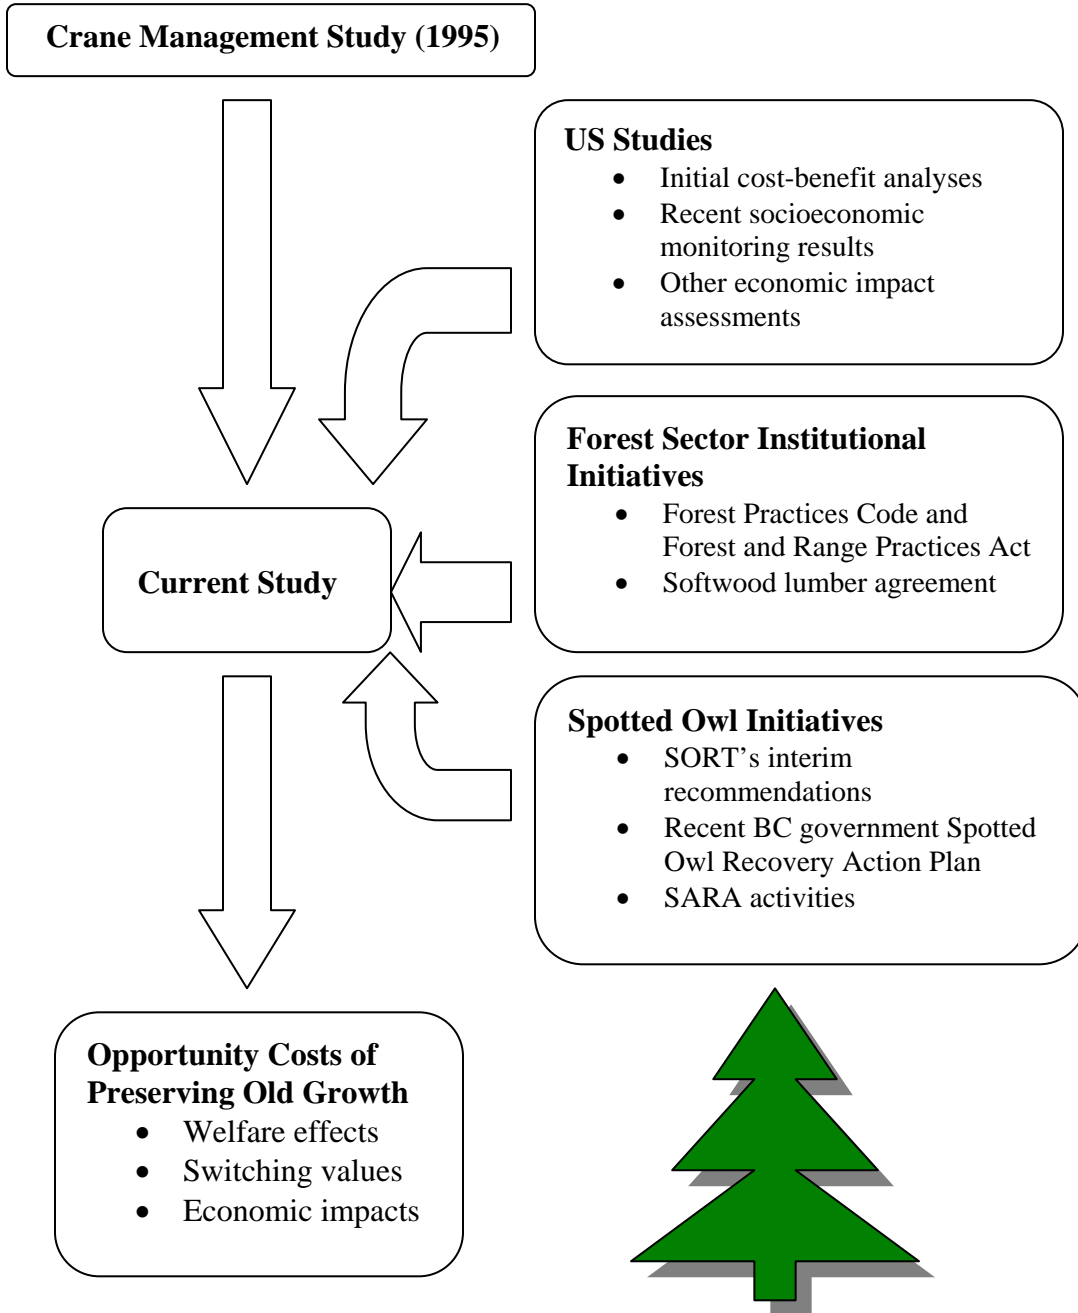 Crane Management Study (1995)
US Studies
• Initial cost-benefit analyses
• Recent socioeconomic
monitoring results
• Other economic impact
assessments
Forest Sector Institutional
Initiatives
• Forest Practices Code and
Forest and Range Practices Act
• Softwood lumber agreement
Current Study
Spotted Owl Initiatives
• SORT’s interim
recommendations
• Recent BC government Spotted
Owl Recovery Action Plan
• SARA activities
Opportunity Costs of
Preserving Old Growth
• Welfare effects
• Switching values
• Economic impacts